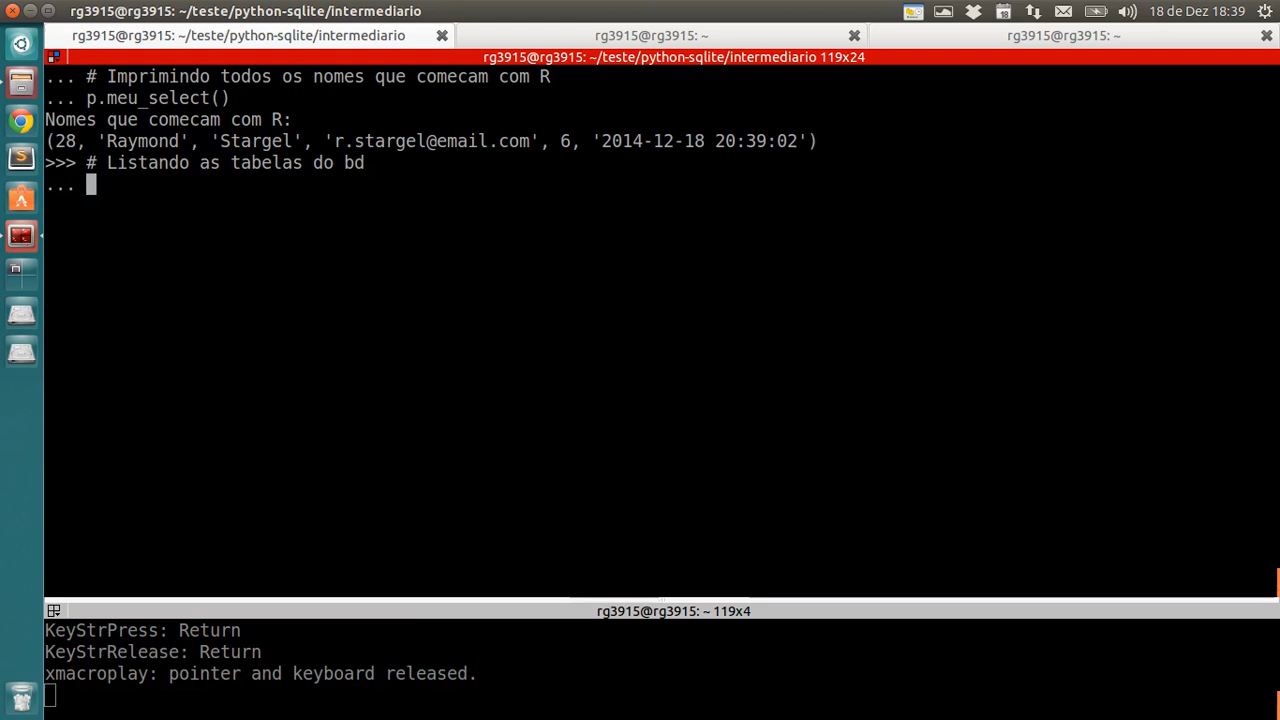 rg3915@rg3915: ~/teste/python-sqlite/intermediario
18 de Dez 18:39
rg3915@rg3915: ~/teste/python-sqlite/intermediario
rg3915@rg3915: ~
rg3915@rg3915: ~
rg3915@rg3915: ~/teste/python-sqlite/intermediario 119x24
... # Imprimindo todos os nomes que comecam com R
... p.meu_select()
Nomes que comecam com R:
(28, 'Raymond', 'Stargel', 'r.stargel@email.com', 6, '2014-12-18 20:39:02')
>>> # Listando as tabelas do bd
...
rg3915@rg3915: ~ 119x4
KeyStrPress: Return
KeyStrRelease: Return
xmacroplay: pointer and keyboard released.